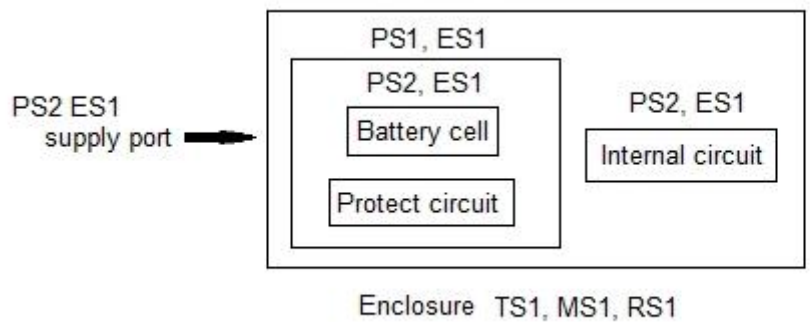 PS1, ES1
PS2, ES1
PS2 ES1
supply port
Battery cell
Protect circuit
PS2, ES1
Internal circuit
Enclosure TS1, MS1, RS1